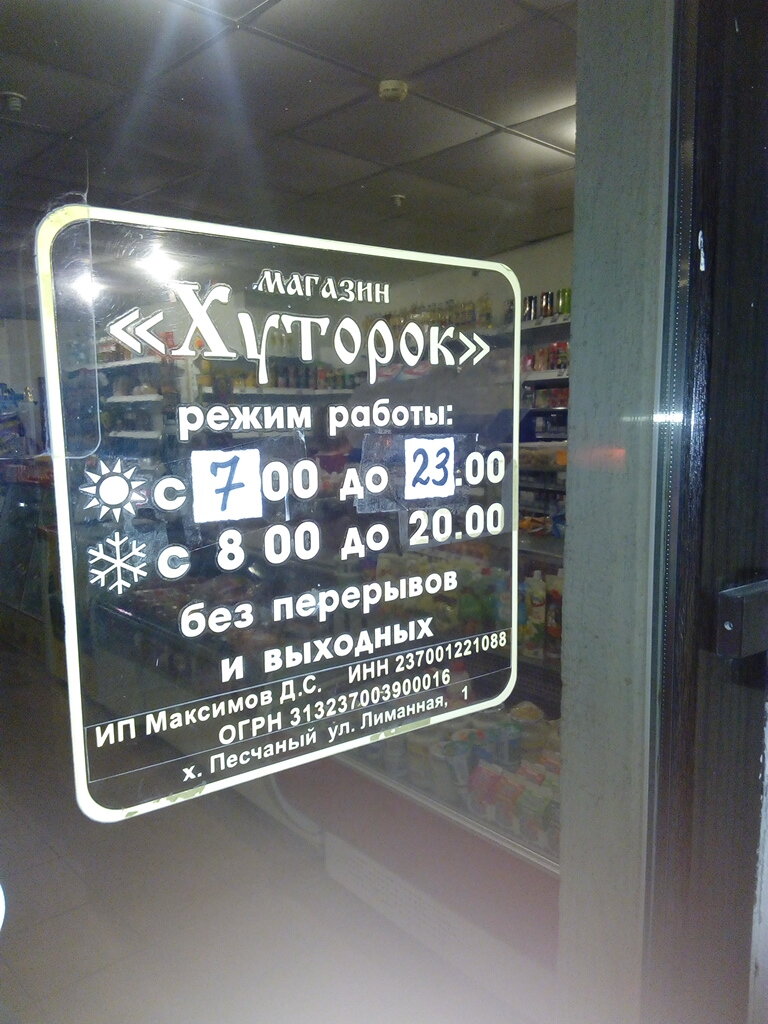 магазин
«Хуторок»
режим работы:
с 7 00 до 23.00
с 8 00 до 20.00
без перерывов
и выходных
ИП Максимов Д.С. ИНН 237001221088
ОГРН 313237003900016
х. Песчаный ул. Лиманная, 1